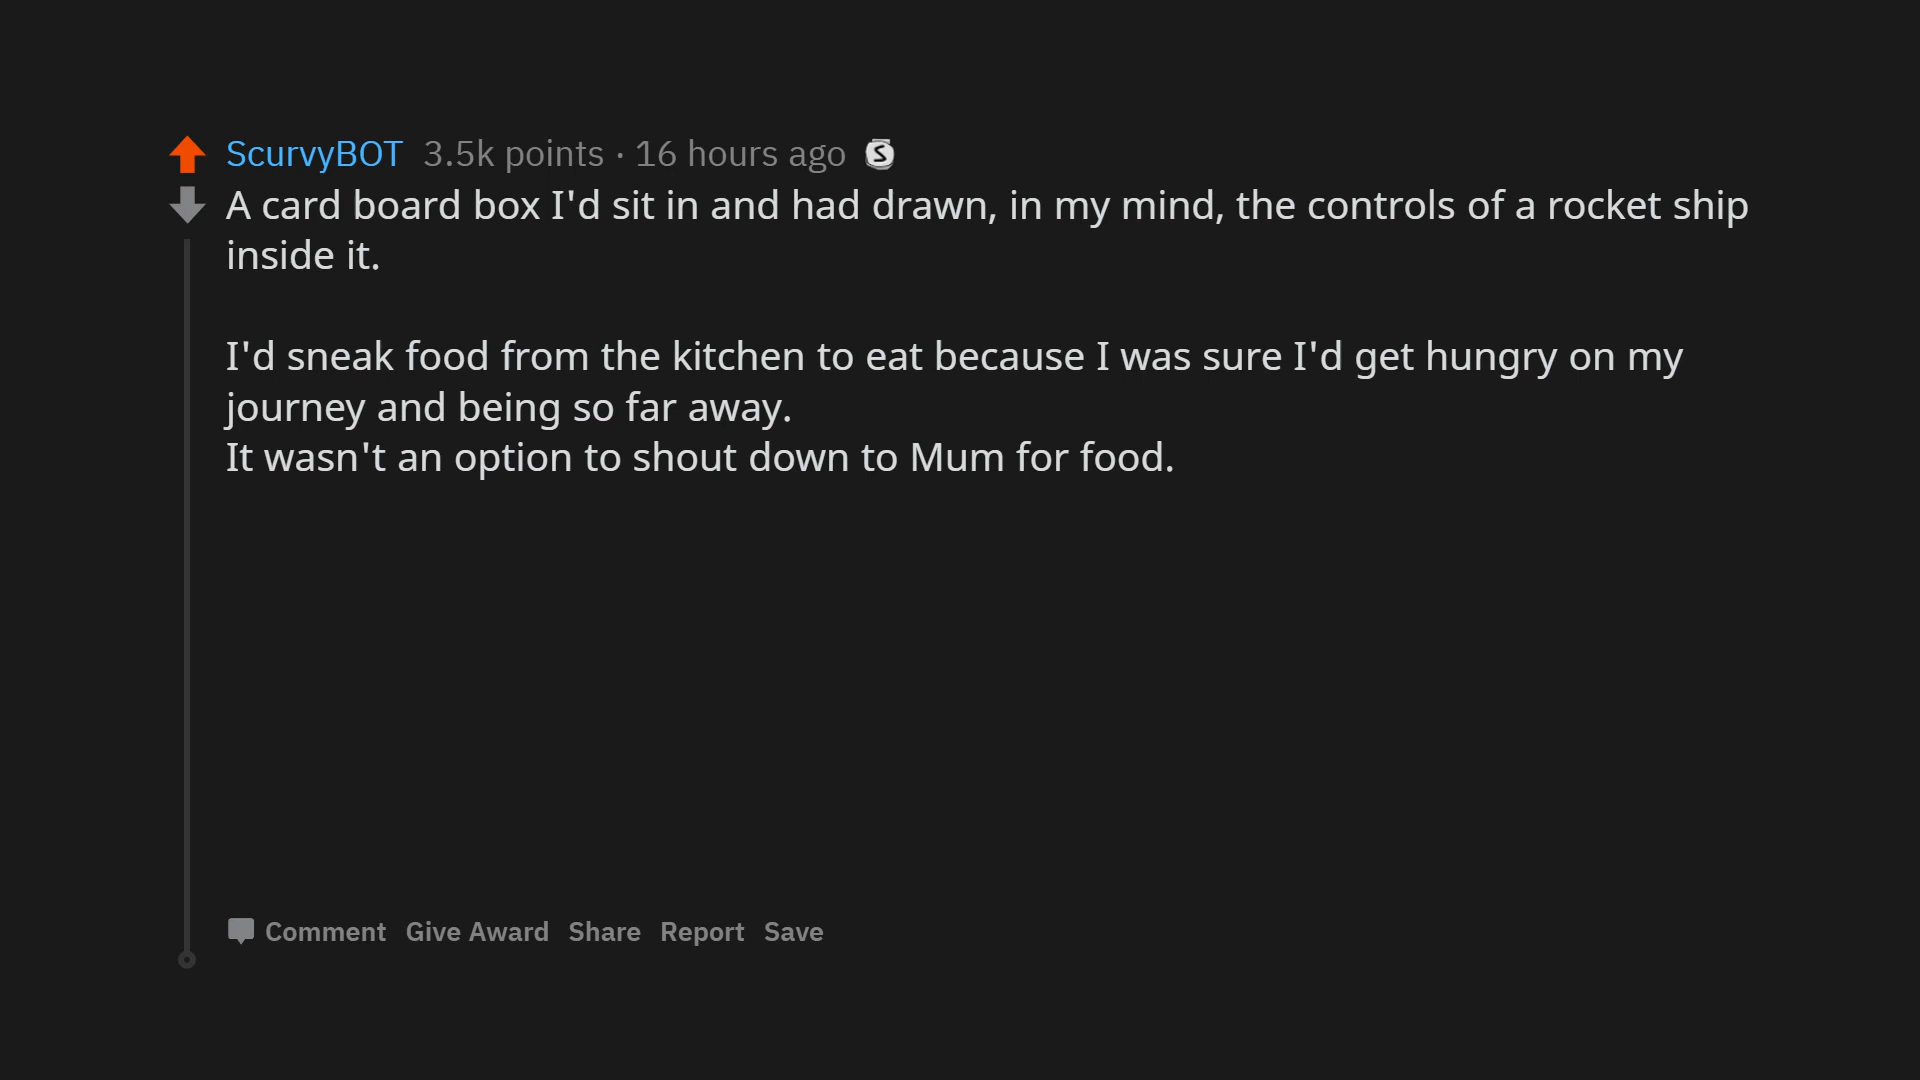 ScurvyBOT 3.5k points · 16 hours ago S
A card board box I'd sit in and had drawn, in my mind, the controls of a rocket ship
inside it.
I'd sneak food from the kitchen to eat because I was sure I'd get hungry on my
journey and being so far away.
It wasn't an option to shout down to Mum for food.
Comment Give Award Share Report Save